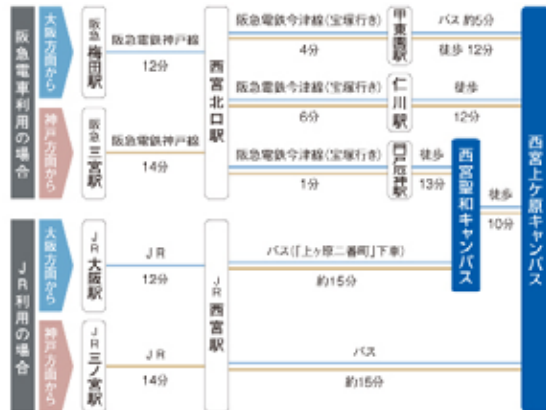 阪急電車利用の場合
大阪方面から
阪急 梅田駅
阪急電鉄神戸線
12分
神戸方面から
阪急 三宮駅
阪急電鉄神戸線
14分
西宮北口駅
阪急電鉄今津線(宝塚行き)
4分
甲東園駅
バス 約5分
徒歩 12分
阪急電鉄今津線(宝塚行き)
6分
仁川駅
徒歩
12分
阪急電鉄今津線(宝塚行き)
1分
門戸厄神駅
徒歩
13分
西宮聖和キャンパス
徒歩
10分
西宮上ケ原キャンパス
JR利用の場合
大阪方面から
JR 大阪駅
JR
12分
神戸方面から
JR 三ノ宮駅
JR
14分
JR 西宮駅
バス(「上ヶ原二番町」下車)
約15分
バス
約15分